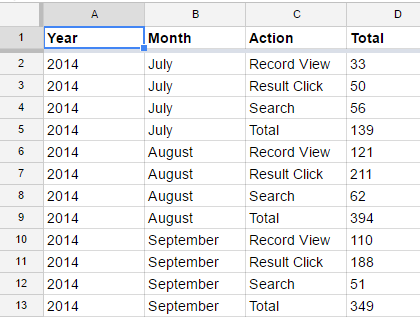 A B C D
1 Year Month Action Total
2 2014 July Record View 33
3 2014 July Result Click 50
4 2014 July Search 56
5 2014 July Total 139
6 2014 August Record View 121
7 2014 August Result Click 211
8 2014 August Search 62
9 2014 August Total 394
10 2014 September Record View 110
11 2014 September Result Click 188
12 2014 September Search 51
13 2014 September Total 349